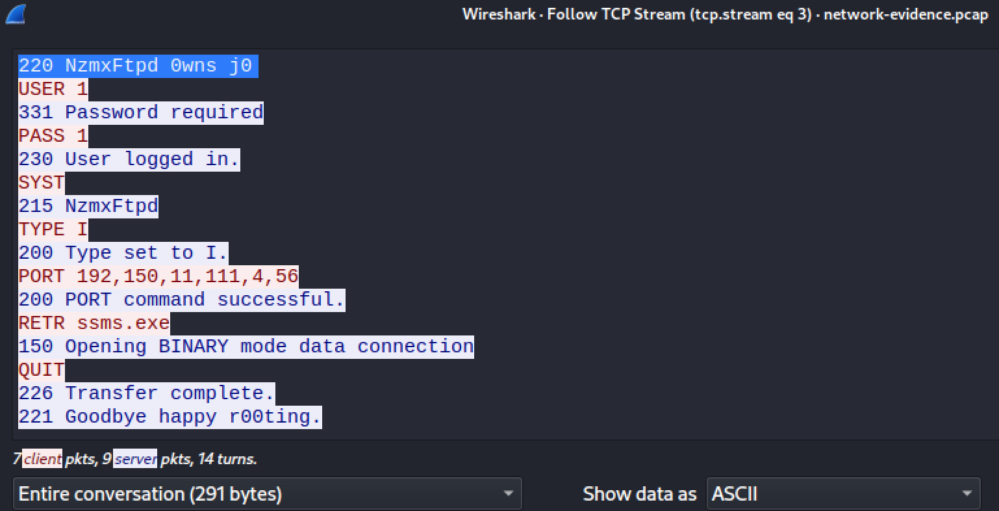 Wireshark · Follow TCP Stream (tcp.stream eq 3) · network-evidence.pcap
220 NzmxFtpd 0wns j0
USER 1
331 Password required
PASS 1
230 User logged in.
SYST
215 NzmxFtpd
TYPE I
200 Type set to I.
PORT 192,150,11,111,4,56
200 PORT command successful.
RETR ssms.exe
150 Opening BINARY mode data connection
QUIT
226 Transfer complete.
221 Goodbye happy r00ting.
7 client pkts, 9 server pkts, 14 turns.
Entire conversation (291 bytes) Show data as ASCII